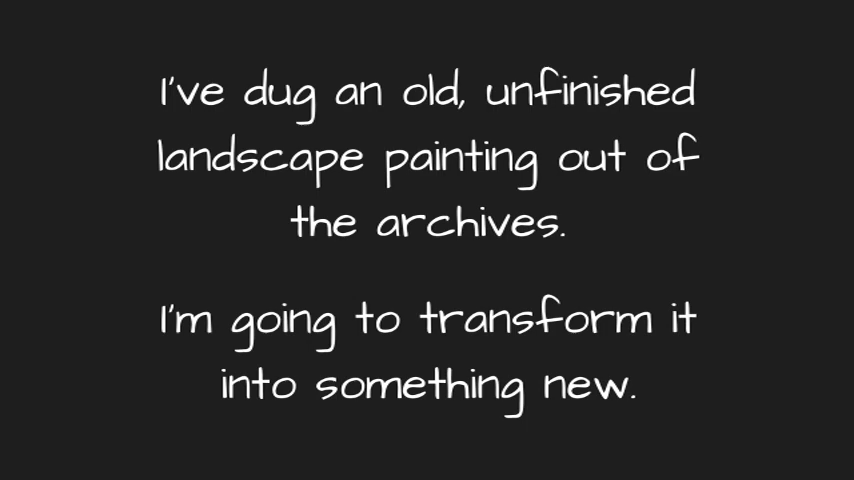 I've dug an old, unfinished
landscape painting out of
the archives.
I'm going to transform it
into something new.